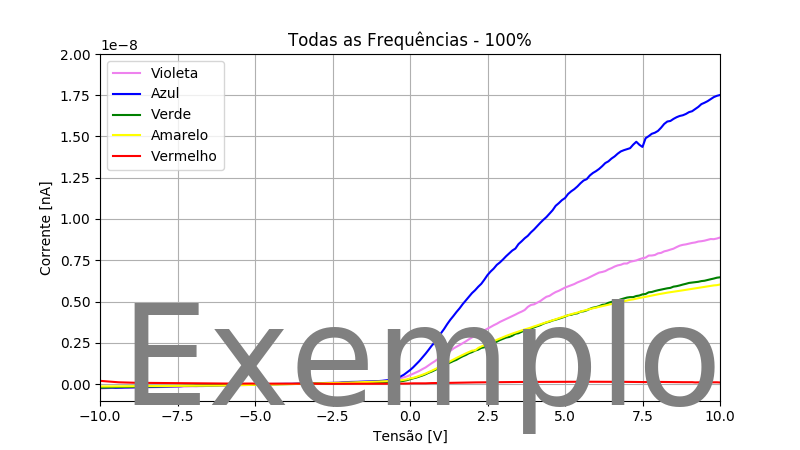 Todas as Frequências - 100%
1e−8
2.00
1.75
1.50
1.25
1.00
0.75
0.50
0.25
0.00
Corrente [nA]
Violeta
Azul
Verde
Amarelo
Vermelho
Exemplo
−10.0 −7.5 −5.0 −2.5 0.0 2.5 5.0 7.5 10.0
Tensão [V]